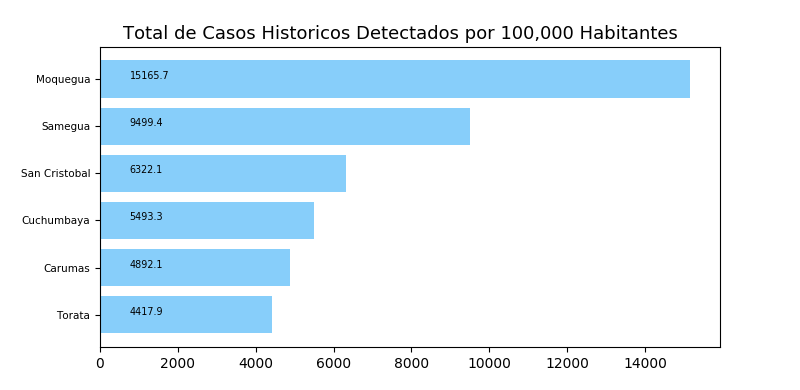 Total de Casos Historicos Detectados por 100,000 Habitantes
Moquegua 15165.7
Samegua 9499.4
San Cristobal 6322.1
Cuchumbaya 5493.3
Carumas 4892.1
Torata 4417.9
0 2000 4000 6000 8000 10000 12000 14000